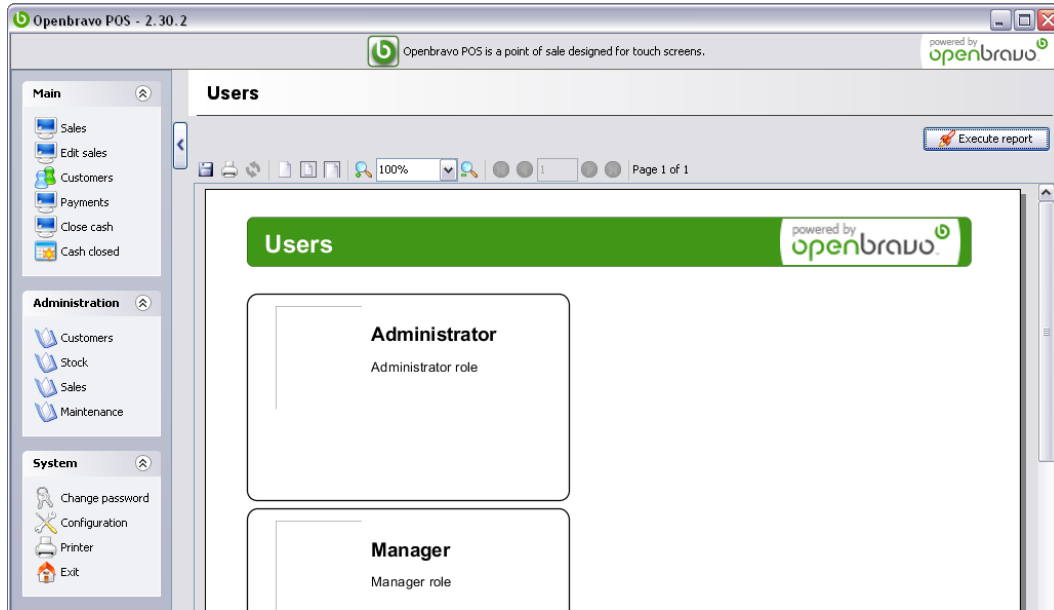 Openbravo POS - 2.30.2
Openbravo POS is a point of sale designed for touch screens.
powered by
openbravo
Main
Sales
Edit sales
Customers
Payments
Close cash
Cash closed
Administration
Customers
Stock
Sales
Maintenance
System
Change password
Configuration
Printer
Exit
Users
Execute report
100%
1
Page 1 of 1
Users
powered by
openbravo
Administrator
Administrator role
Manager
Manager role